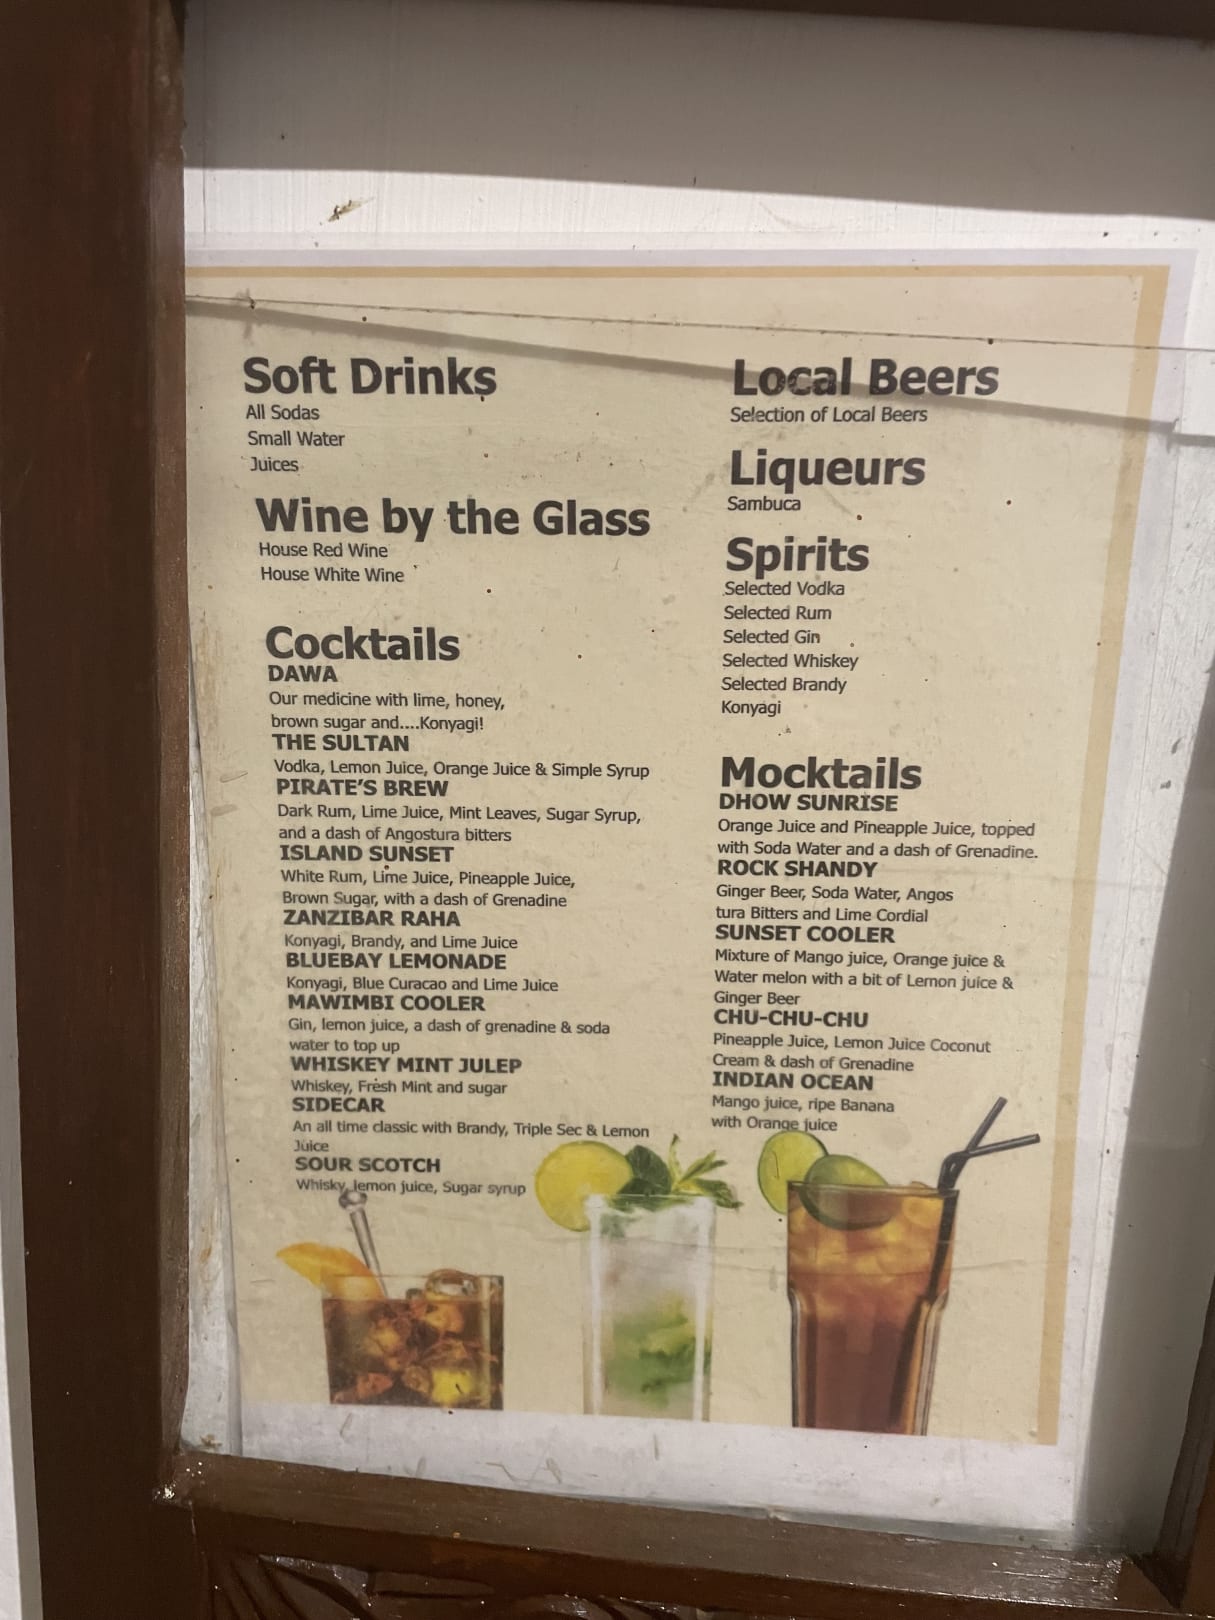 Soft Drinks
All Sodas
Small Water
Juices
Wine by the Glass
House Red Wine
House White Wine
Cocktails
DAWA
Our medicine with lime, honey,
brown sugar and....Konyagi!
THE SULTAN
Vodka, Lemon Juice, Orange Juice & Simple Syrup
PIRATE'S BREW
Dark Rum, Lime Juice, Mint Leaves, Sugar Syrup,
and a dash of Angostura bitters
ISLAND SUNSET
White Rum, Lime Juice, Pineapple Juice,
Brown Sugar, with a dash of Grenadine
ZANZIBAR RAHA
Konyagi, Brandy, and Lime Juice
BLUEBAY LEMONADE
Konyagi, Blue Curacao and Lime Juice
MAWIMBI COOLER
Gin, lemon juice, a dash of grenadine & soda
water to top up
WHISKEY MINT JULEP
Whiskey, Fresh Mint and sugar
SIDECAR
An all time classic with Brandy, Triple Sec & Lemon
Juice
SOUR SCOTCH
Whisky, lemon juice, Sugar syrup
Local Beers
Selection of Local Beers
Liqueurs
Sambuca
Spirits
Selected Vodka
Selected Rum
Selected Gin
Selected Whiskey
Selected Brandy
Konyagi
Mocktails
DHOW SUNRISE
Orange Juice and Pineapple Juice, topped
with Soda Water and a dash of Grenadine.
ROCK SHANDY
Ginger Beer, Soda Water, Angos
tura Bitters and Lime Cordial
SUNSET COOLER
Mixture of Mango juice, Orange juice &
Water melon with a bit of Lemon juice &
Ginger Beer
CHU-CHU-CHU
Pineapple Juice, Lemon Juice Coconut
Cream & dash of Grenadine
INDIAN OCEAN
Mango juice, ripe Banana
with Orange juice